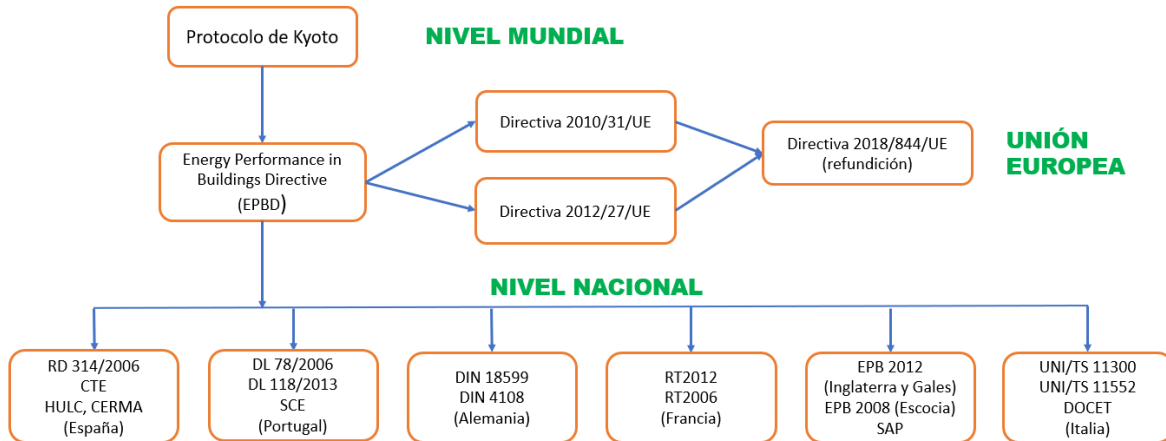 Protocolo de Kyoto
NIVEL MUNDIAL
Directiva 2010/31/UE
Directiva 2018/844/UE
(refundición)
UNIÓN
EUROPEA
Energy Performance in
Buildings Directive
(EPBD)
Directiva 2012/27/UE
NIVEL NACIONAL
RD 314/2006
CTE
HULC, CERMA
(España)
DL 78/2006
DL 118/2013
SCE
(Portugal)
DIN 18599
DIN 4108
(Alemania)
RT2012
RT2006
(Francia)
EPB 2012
(Inglaterra y Gales)
EPB 2008 (Escocia)
SAP
UNI/TS 11300
UNI/TS 11552
DOCET
(Italia)